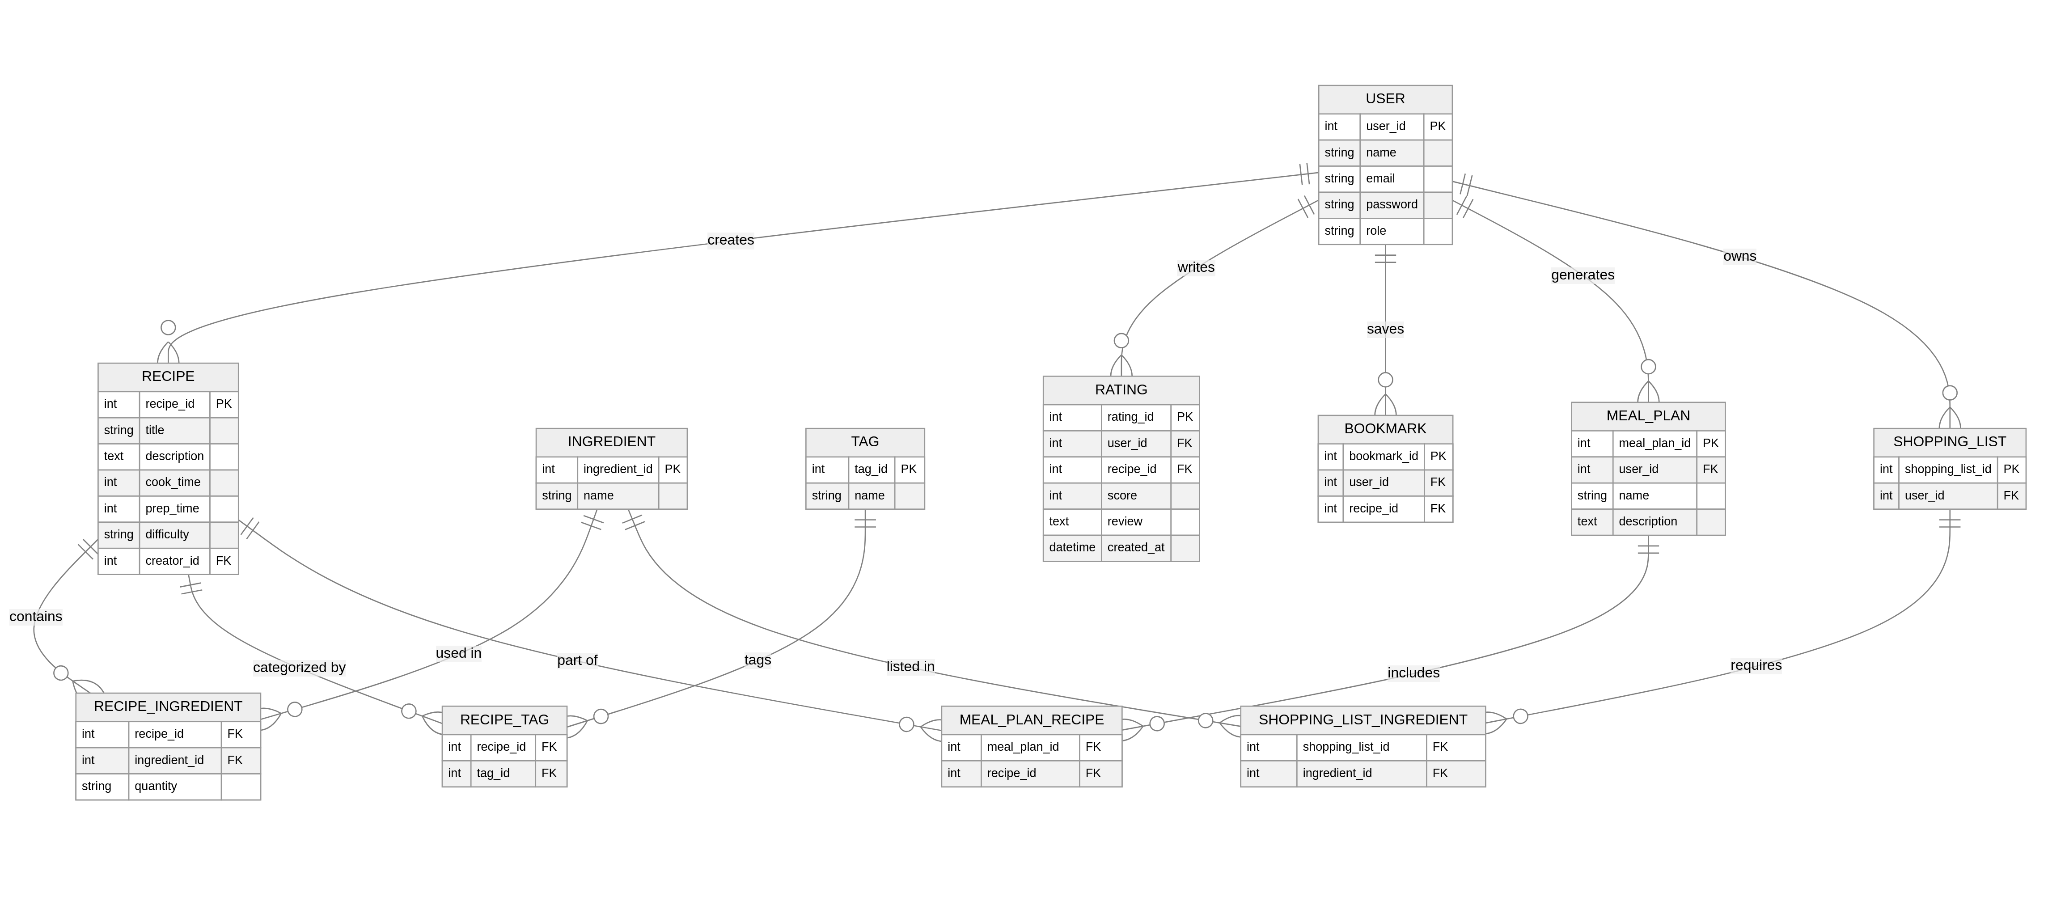 USER
int user_id PK
string name
string email
string password
string role
creates
writes
saves
generates
owns
RECIPE
int recipe_id PK
string title
text description
int cook_time
int prep_time
string difficulty
int creator_id FK
INGREDIENT
int ingredient_id PK
string name
TAG
int tag_id PK
string name
RATING
int rating_id PK
int user_id FK
int recipe_id FK
int score
text review
datetime created_at
BOOKMARK
int bookmark_id PK
int user_id FK
int recipe_id FK
MEAL_PLAN
int meal_plan_id PK
int user_id FK
string name
text description
SHOPPING_LIST
int shopping_list_id PK
int user_id FK
contains
categorized by
used in
part of
tags
listed in
includes
requires
RECIPE_INGREDIENT
int recipe_id FK
int ingredient_id FK
string quantity
RECIPE_TAG
int recipe_id FK
int tag_id FK
MEAL_PLAN_RECIPE
int meal_plan_id FK
int recipe_id FK
SHOPPING_LIST_INGREDIENT
int shopping_list_id FK
int ingredient_id FK